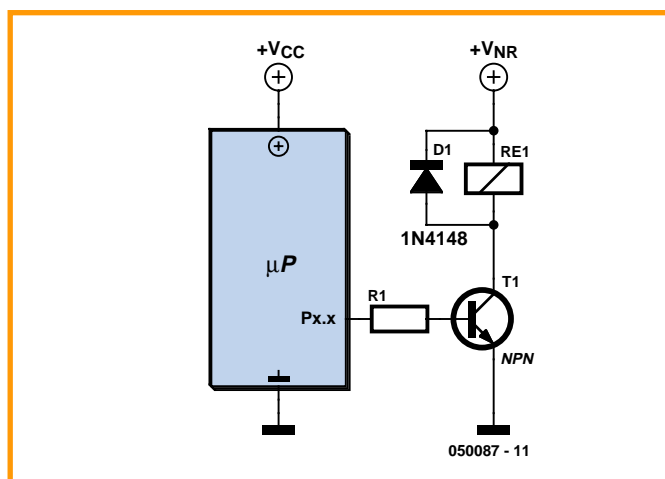 +VCC +VNR
D1 RE1
1N4148
μP
T1
R1
Px.x
NPN
050087 - 11